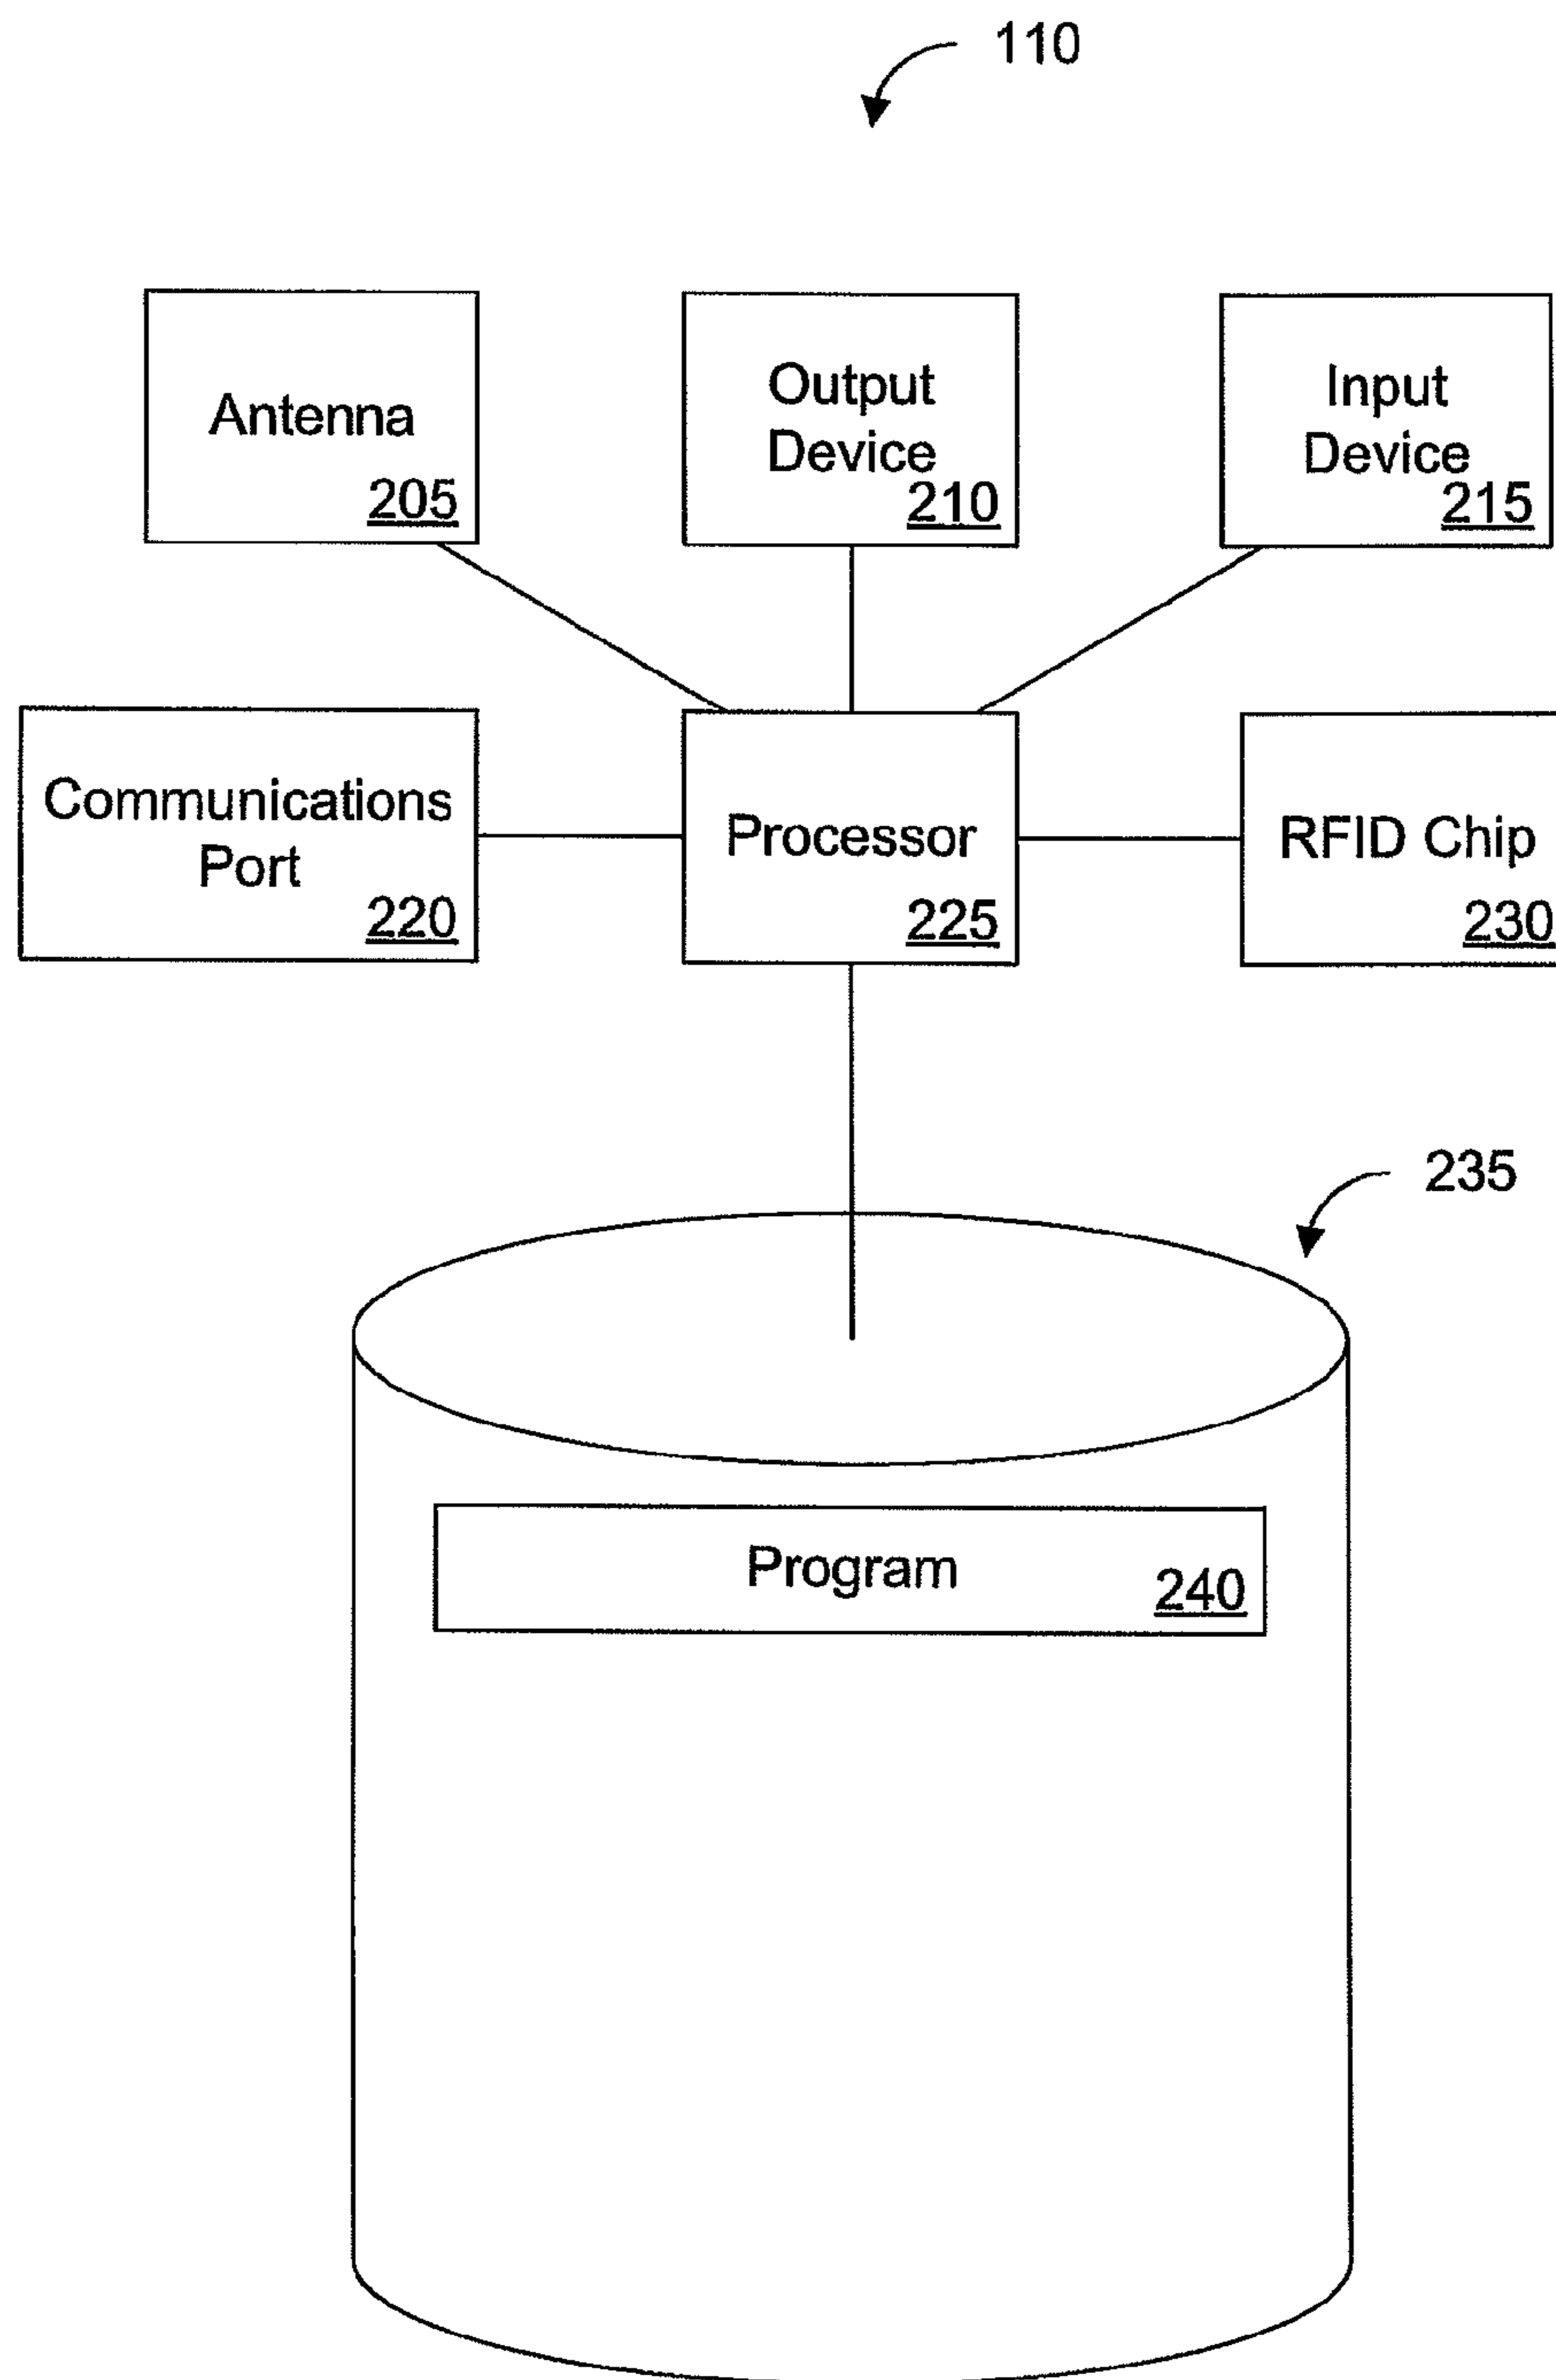 110
Antenna
205
Output
Device
210
Input
Device
215
Communications
Port
220
Processor
225
RFID Chip
230
235
Program
240